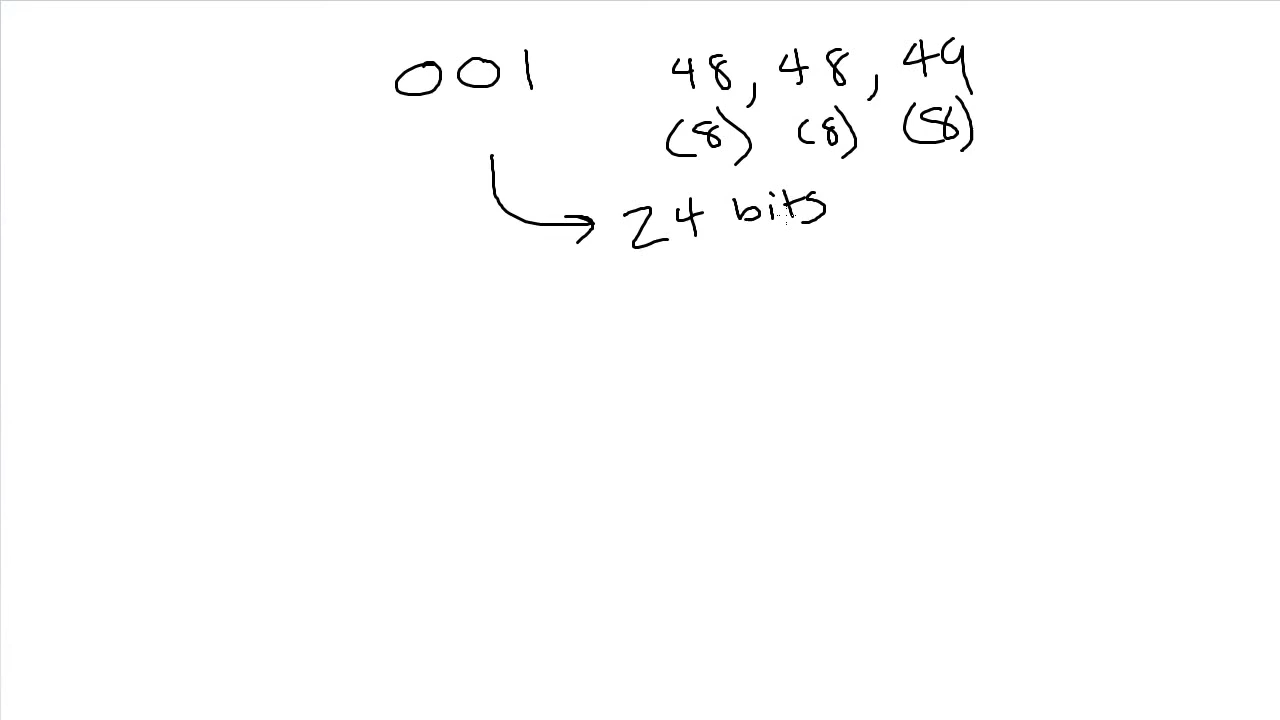 001 48, 48, 49
(8) (8) (8)
24 bits